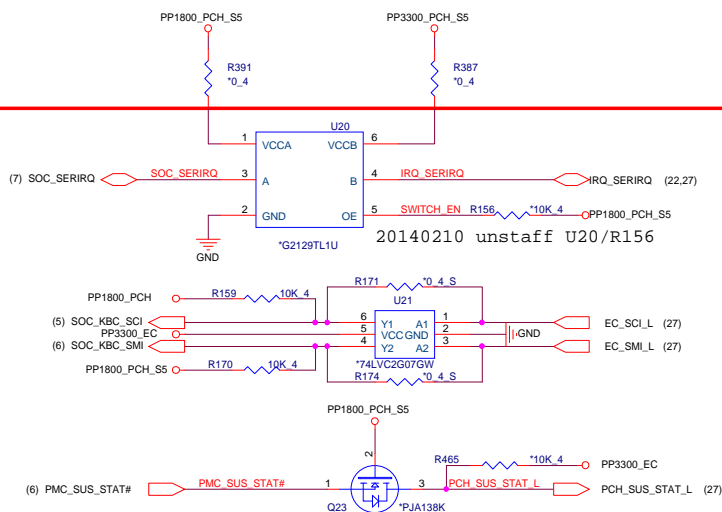 PP1800_PCH_S5 PP3300_PCH_S5
R391 R387
*0_4 *0_4
U20
1 VCCA VCCB 6
(7) SOC_SERIRQ SOC_SERIRQ 3 A B 4 IRQ_SERIRQ IRQ_SERIRQ (22,27)
2 GND OE 5 SWITCH_EN R156 *10K_4 PP1800_PCH_S5
GND *G2129TL1U 20140210 unstaff U20/R156
R171 *0_4_S
U21
PP1800_PCH R159 10K_4
(5) SOC_KBC_SCI 6 Y1 A1 1 EC_SCI_L (27)
PP3300_EC 5 VCC GND 2 GND
(6) SOC_KBC_SMI 4 Y2 A2 3 EC_SMI_L (27)
PP1800_PCH_S5 R170 10K_4 *74LVC2G07GW
R174 *0_4_S
PP1800_PCH_S5
2
R465 *10K_4 PP3300_EC
(6) PMC_SUS_STAT# PMC_SUS_STAT# 1 3 PCH_SUS_STAT_L PCH_SUS_STAT_L (27)
Q23 *PJA138K